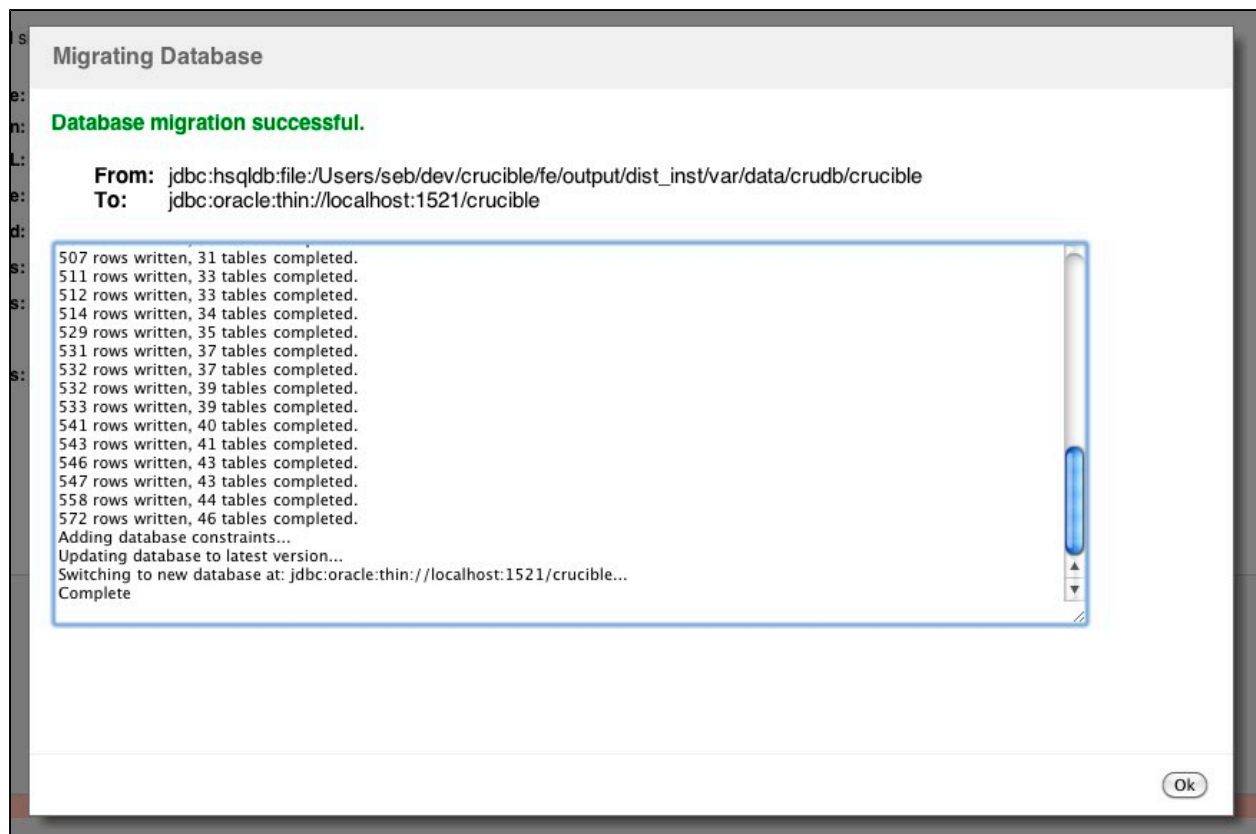 Migrating Database
Database migration successful.
From: jdbc:hsqldb:file:/Users/seb/dev/crucible/fe/output/dist_inst/var/data/crudb/crucible
To: jdbc:oracle:thin://localhost:1521/crucible
507 rows written, 31 tables completed.
511 rows written, 33 tables completed.
512 rows written, 33 tables completed.
514 rows written, 34 tables completed.
529 rows written, 35 tables completed.
531 rows written, 37 tables completed.
532 rows written, 37 tables completed.
532 rows written, 39 tables completed.
533 rows written, 39 tables completed.
541 rows written, 40 tables completed.
543 rows written, 41 tables completed.
546 rows written, 43 tables completed.
547 rows written, 43 tables completed.
558 rows written, 44 tables completed.
572 rows written, 46 tables completed.
Adding database constraints...
Updating database to latest version...
Switching to new database at: jdbc:oracle:thin://localhost:1521/crucible...
Complete
Ok